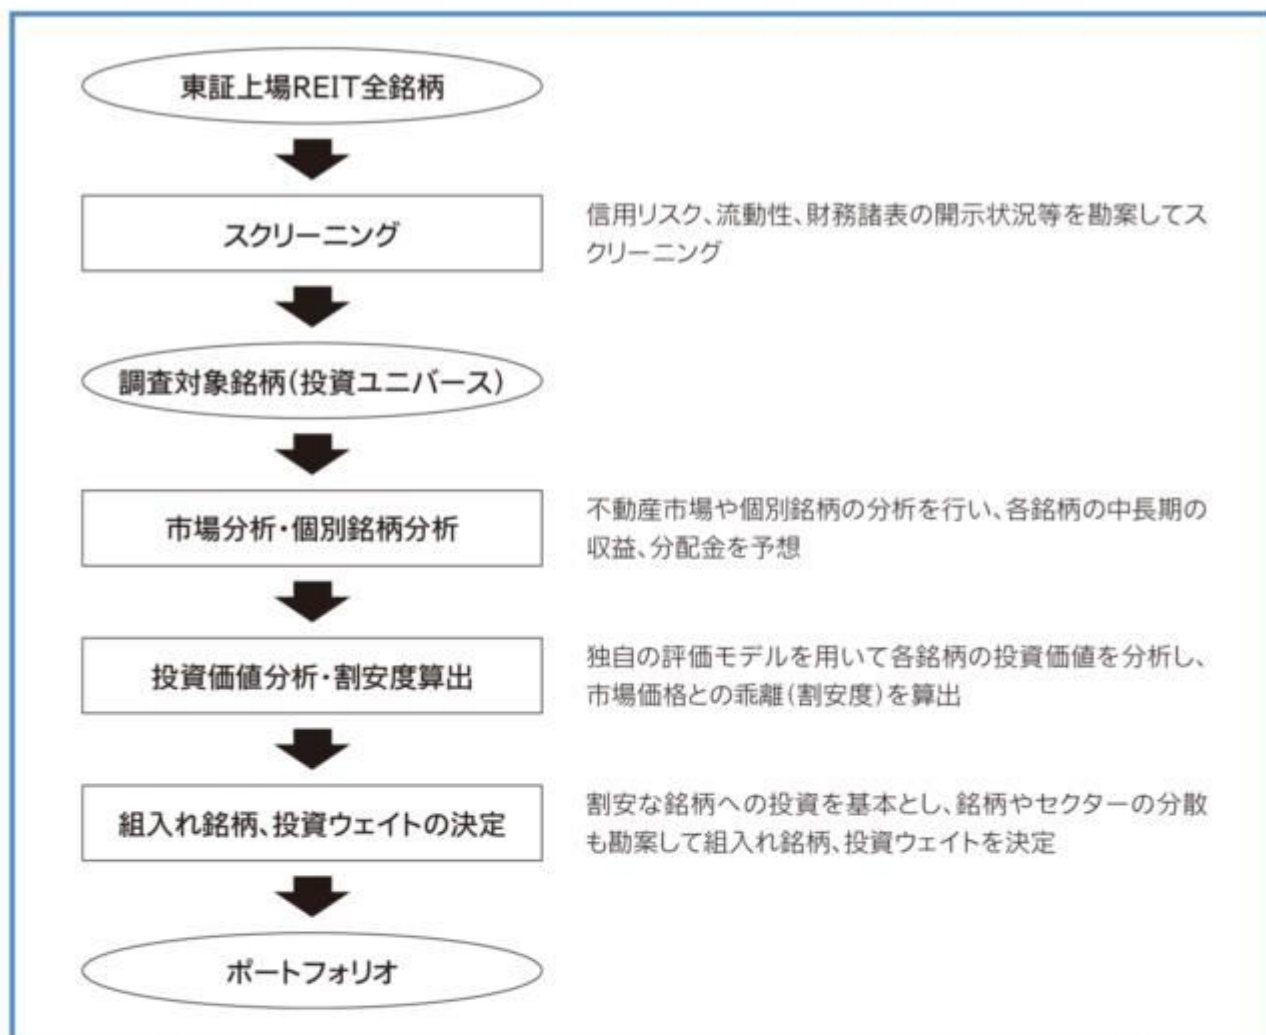 東証上場REIT全銘柄
スクリーニング
信用リスク、流動性、財務諸表の開示状況等を勘案してス
クリーニング
調査対象銘柄(投資ユニバース)
市場分析・個別銘柄分析
不動産市場や個別銘柄の分析を行い、各銘柄の中長期の
収益、分配金を予想
投資価値分析・割安度算出
独自の評価モデルを用いて各銘柄の投資価値を分析し、
市場価格との乖離(割安度)を算出
組入れ銘柄、投資ウェイトの決定
割安な銘柄への投資を基本とし、銘柄やセクターの分散
も勘案して組入れ銘柄、投資ウェイトを決定
ポートフォリオ